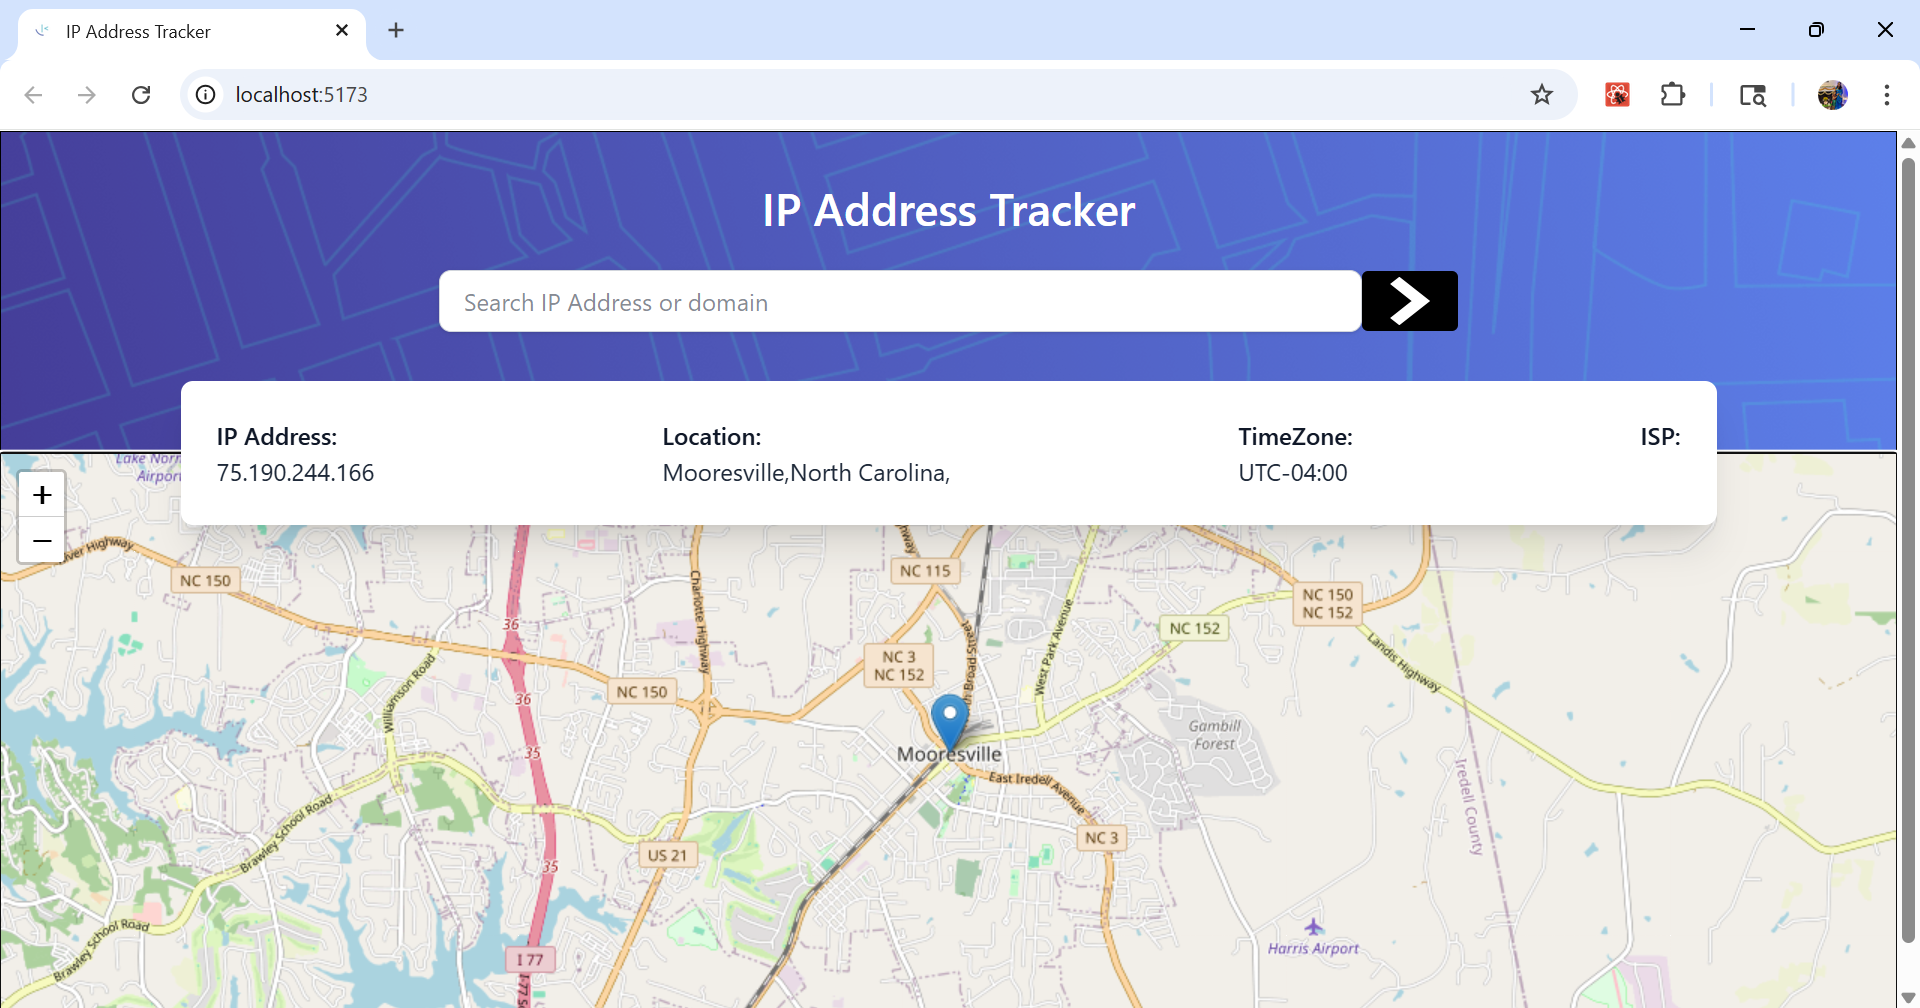 IP Address Tracker
localhost:5173
IP Address Tracker
Search IP Address or domain
IP Address:
75.190.244.166
Location:
Mooresville,North Carolina,
TimeZone:
UTC-04:00
ISP:
+
−
Lake Norm
Airport
ver Highway
NC 150
Charlotte Highway
NC 115
NC 150
NC 152
36
NC 152
West Park Avenue
Landis Highway
NC 3
NC 152
Williamson Road
36
NC 150
Gambill
Forest
Mooresville
35
East Iredell Avenue
Iredell County
Brawley School Road
NC 3
US 21
35
Brawley School Road
Harris Airport
I 77